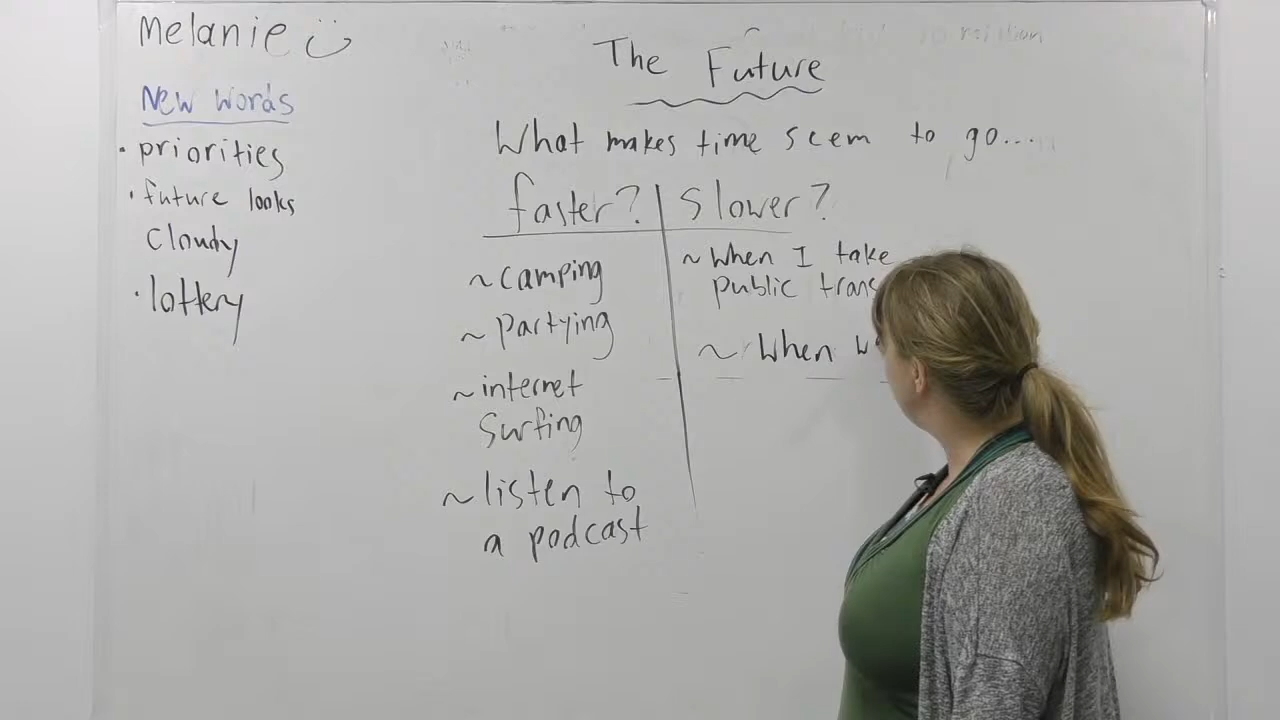 Melanie
New words
• priorities
• future looks
cloudy
• lottery
The Future
What makes time seem to go...
faster?
~ camping
~ partying
~ internet
surfing
~ listen to
a podcast
slower?
~ when I take
public
~ when